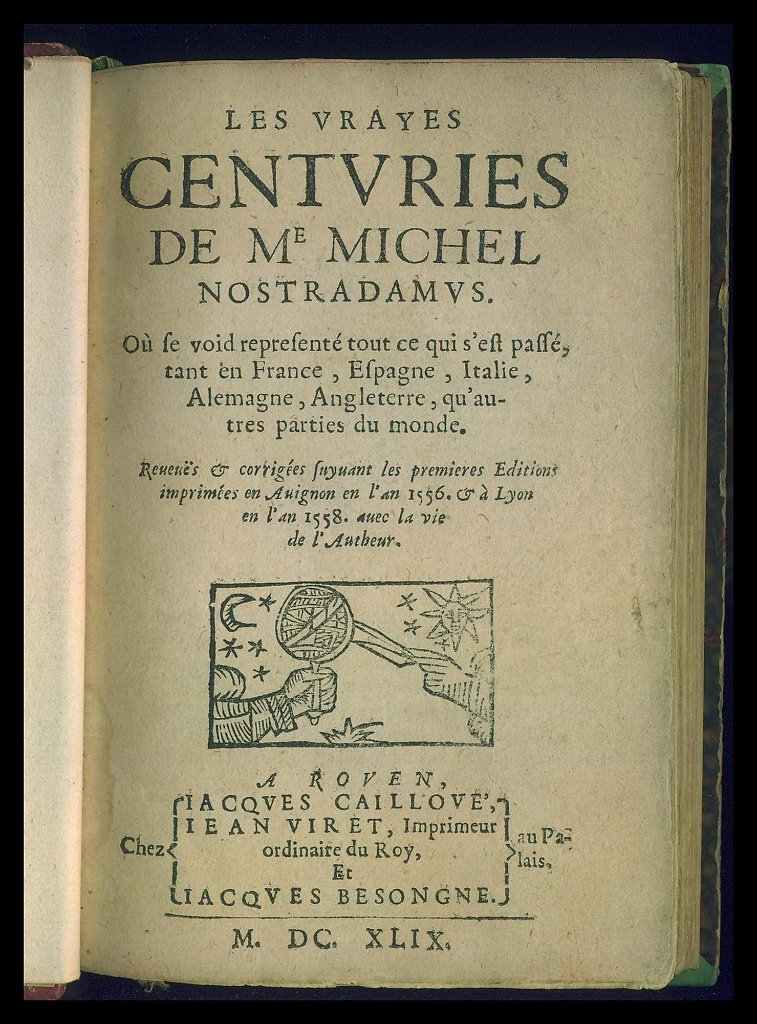 LES VRAYES
CENTVRIES
DE Mᴱ MICHEL
NOSTRADAMVS.
Où ſe void repreſenté tout ce qui s'eſt paſſé,
tant en France , Eſpagne , Italie ,
Alemagne , Angleterre , qu'au-
tres parties du monde.
Reueuës & corrigées ſuyuant les premieres Editions
imprimées en Auignon en l'an 1556. & à Lyon
en l'an 1558. auec la vie
de l'Autheur.
A ROVEN,
IACQVES CAILLOVE',
IEAN VIRET, Imprimeur
Chez ordinaire du Roy, au Pa-
lais,
Et
IACQVES BESONGNE.
M. DC. XLIX.